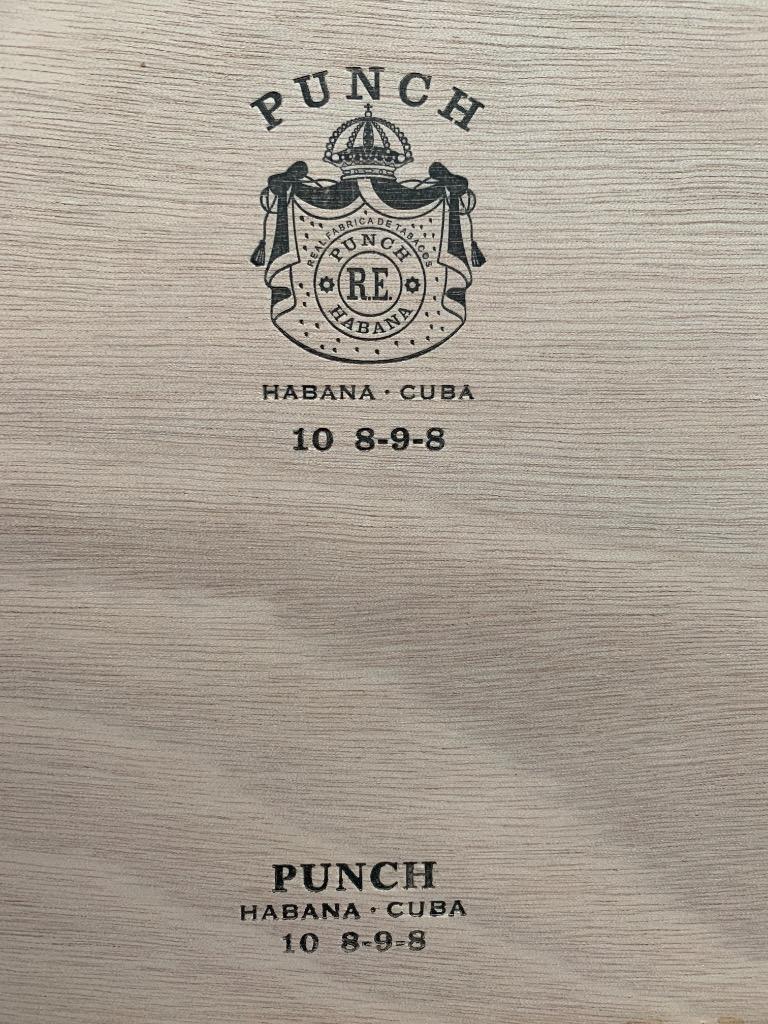 PUNCH
REAL FABRICA DE TABACOS
PUNCH
R.E.
HABANA
HABANA · CUBA
10 8-9-8
PUNCH
HABANA · CUBA
10 8-9-8